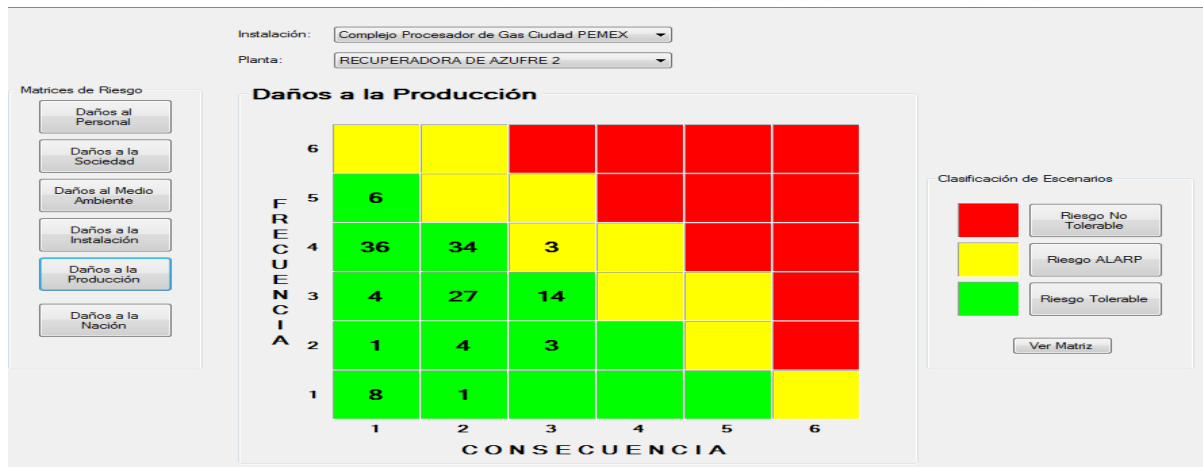 Instalación: Complejo Procesador de Gas Ciudad PEMEX
Planta: RECUPERADORA DE AZUFRE 2
Matrices de Riesgo
Daños al
Personal
Daños a la
Sociedad
Daños al Medio
Ambiente
Daños a la
Instalación
Daños a la
Producción
Daños a la
Nación
Daños a la Producción
FRECUENCIA
6
5 6
4 36 34 3
3 4 27 14
2 1 4 3
1 8 1
1 2 3 4 5 6
CONSECUENCIA
Clasificación de Escenarios
Riesgo No
Tolerable
Riesgo ALARP
Riesgo Tolerable
Ver Matriz